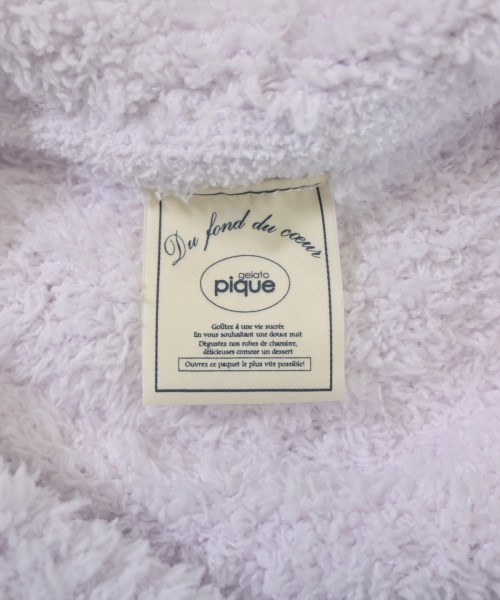 Du fond du cœur
gelato
pique
Goûtez à une vie sucrée
En vous souhaitant une douce nuit
Dégustez nos robes de chambre,
délicieuses comme un dessert
Ouvrez ce paquet le plus vite possible!